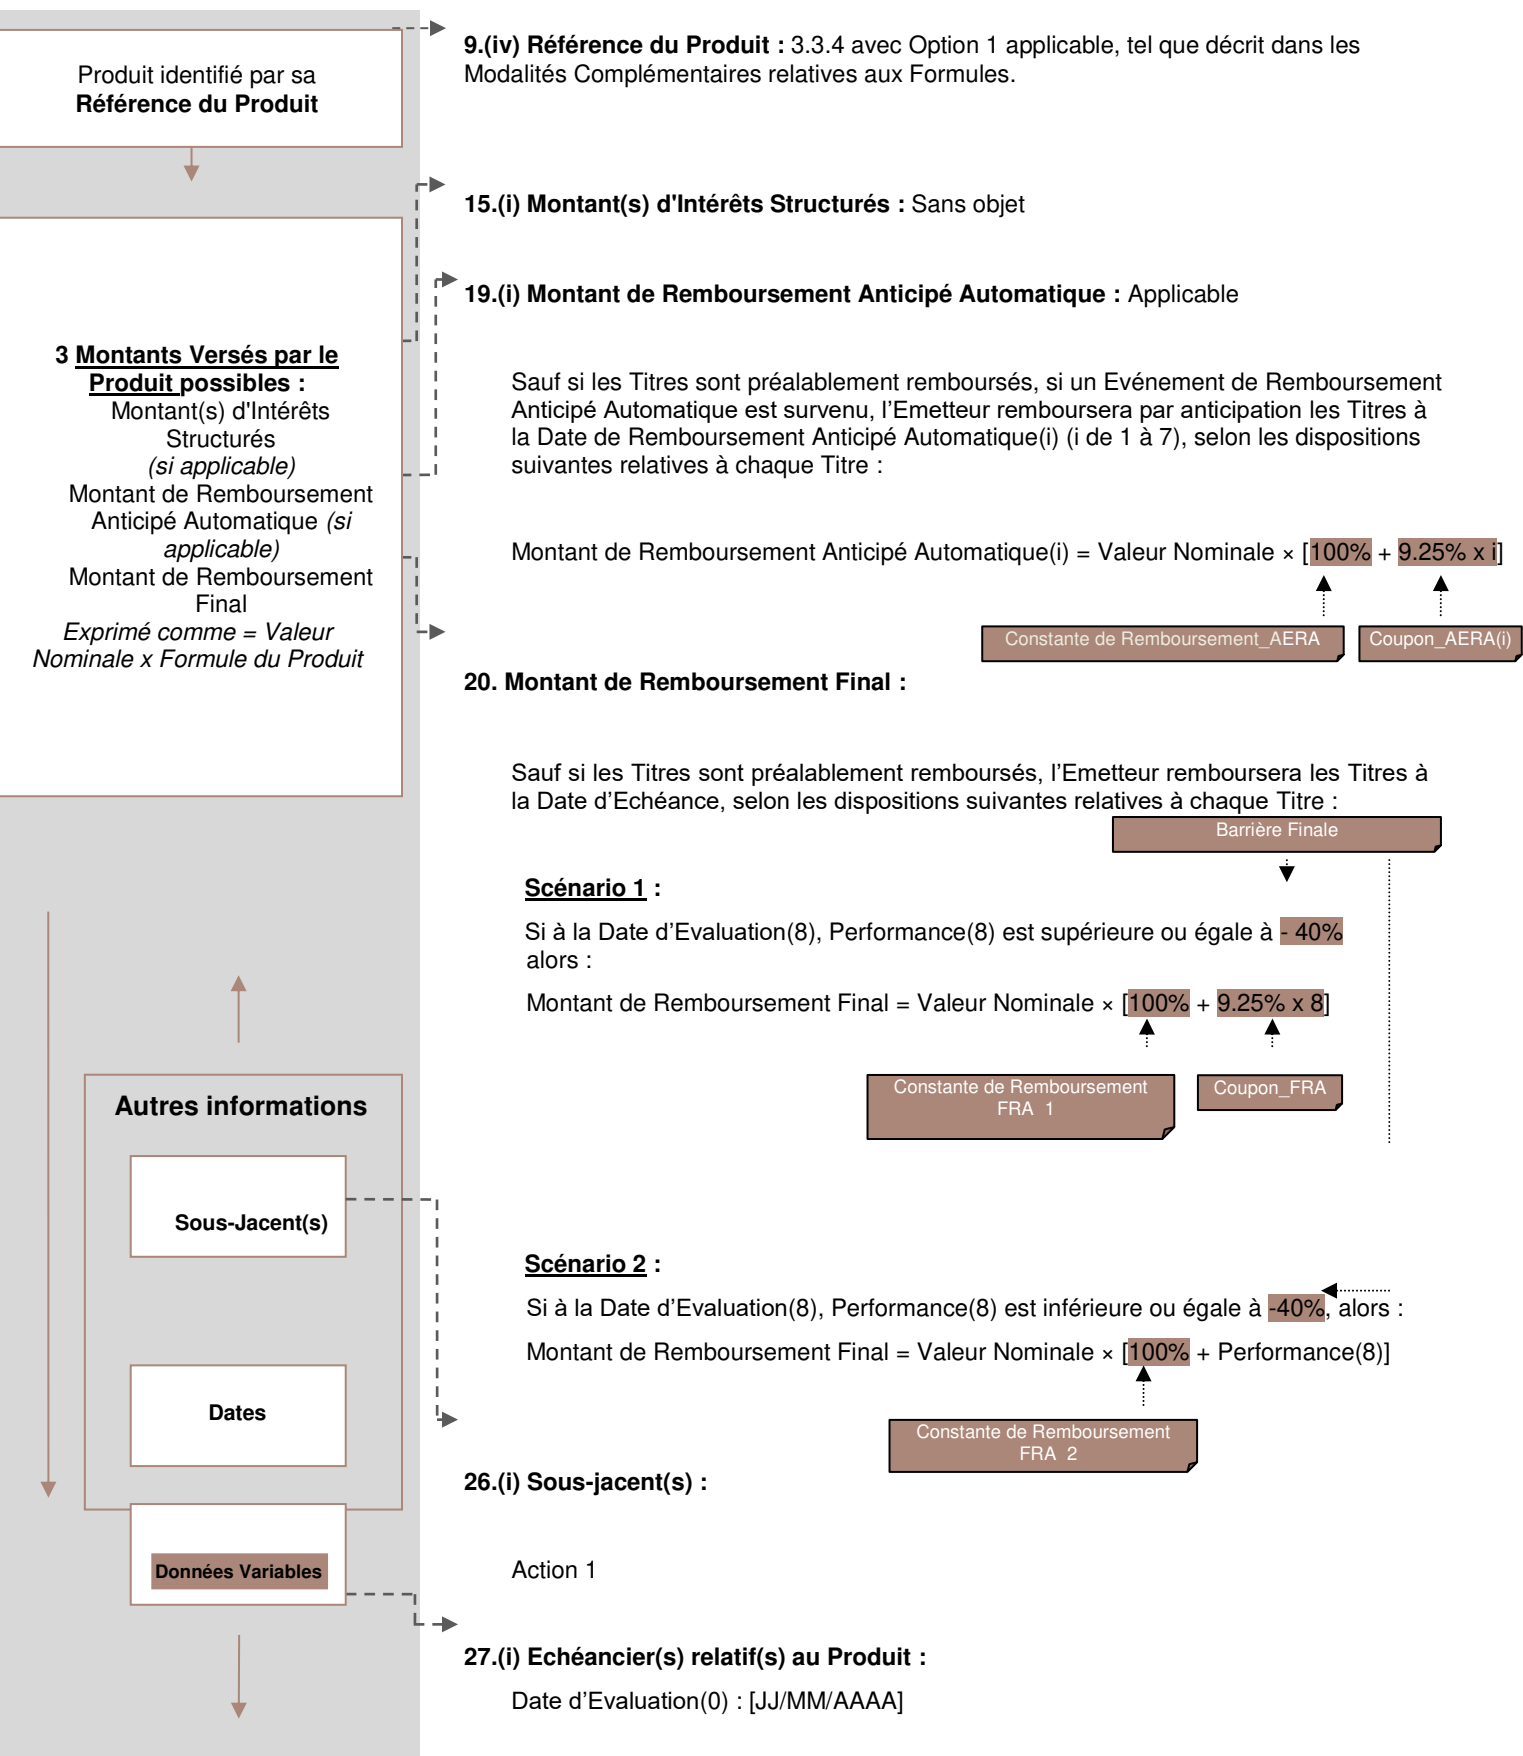 Produit identifié par sa
Référence du Produit
3 Montants Versés par le
Produit possibles :
Montant(s) d'Intérêts
Structurés
(si applicable)
Montant de Remboursement
Anticipé Automatique (si
applicable)
Montant de Remboursement
Final
Exprimé comme = Valeur
Nominale x Formule du Produit
Autres informations
Sous-Jacent(s)
Dates
Données Variables
9.(iv) Référence du Produit : 3.3.4 avec Option 1 applicable, tel que décrit dans les
Modalités Complémentaires relatives aux Formules.
15.(i) Montant(s) d'Intérêts Structurés : Sans objet
19.(i) Montant de Remboursement Anticipé Automatique : Applicable
Sauf si les Titres sont préalablement remboursés, si un Evénement de Remboursement
Anticipé Automatique est survenu, l’Emetteur remboursera par anticipation les Titres à
la Date de Remboursement Anticipé Automatique(i) (i de 1 à 7), selon les dispositions
suivantes relatives à chaque Titre :
Montant de Remboursement Anticipé Automatique(i) = Valeur Nominale × [100% + 9.25% x i]
Constante de Remboursement_AERA
Coupon_AERA(i)
20. Montant de Remboursement Final :
Sauf si les Titres sont préalablement remboursés, l’Emetteur remboursera les Titres à
la Date d’Echéance, selon les dispositions suivantes relatives à chaque Titre :
Barrière Finale
Scénario 1 :
Si à la Date d’Evaluation(8), Performance(8) est supérieure ou égale à - 40%
alors :
Montant de Remboursement Final = Valeur Nominale × [100% + 9.25% x 8]
Constante de Remboursement
FRA 1
Coupon_FRA
Scénario 2 :
Si à la Date d’Evaluation(8), Performance(8) est inférieure ou égale à -40%, alors :
Montant de Remboursement Final = Valeur Nominale × [100% + Performance(8)]
Constante de Remboursement
FRA 2
26.(i) Sous-jacent(s) :
Action 1
27.(i) Echéancier(s) relatif(s) au Produit :
Date d’Evaluation(0) : [JJ/MM/AAAA]